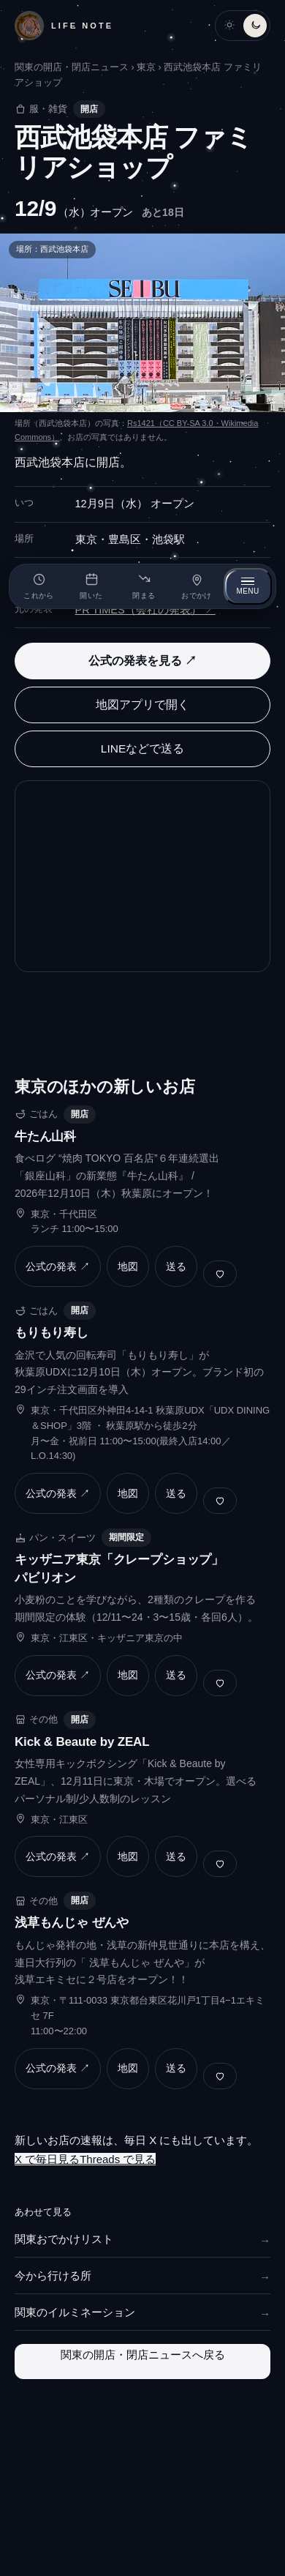 LIFE NOTE
関東の開店・閉店ニュース › 東京 › 西武池袋本店 ファミリ
アショップ
服・雑貨 開店
西武池袋本店 ファミ
リアショップ
12/9（水）オープン あと18日
場所：西武池袋本店
SEIBU
場所（西武池袋本店）の写真：Rs1421（CC BY-SA 3.0・Wikimedia
Commons）。お店の写真ではありません。
西武池袋本店に開店。
いつ 12月9日（水） オープン
場所 東京・豊島区・池袋駅
これから 開いた 閉まる おでかけ MENU
元の発表 PR TIMES（会社の発表） ↗
公式の発表を見る ↗
地図アプリで開く
LINEなどで送る
東京のほかの新しいお店
ごはん 開店
牛たん山科
食べログ “焼肉 TOKYO 百名店”６年連続選出
「銀座山科」の新業態『牛たん山科』 /
2026年12月10日（木）秋葉原にオープン！
東京・千代田区
ランチ 11:00〜15:00
公式の発表 ↗ 地図 送る
ごはん 開店
もりもり寿し
金沢で人気の回転寿司「もりもり寿し」が
秋葉原UDXに12月10日（木）オープン。ブランド初の
29インチ注文画面を導入
東京・千代田区外神田4-14-1 秋葉原UDX「UDX DINING
＆SHOP」3階 ・ 秋葉原駅から徒歩2分
月〜金・祝前日 11:00〜15:00(最終入店14:00／
L.O.14:30)
公式の発表 ↗ 地図 送る
パン・スイーツ 期間限定
キッザニア東京「クレープショップ」
パビリオン
小麦粉のことを学びながら、2種類のクレープを作る
期間限定の体験（12/11〜24・3〜15歳・各回6人）。
東京・江東区・キッザニア東京の中
公式の発表 ↗ 地図 送る
その他 開店
Kick & Beaute by ZEAL
女性専用キックボクシング「Kick & Beaute by
ZEAL」、12月11日に東京・木場でオープン。選べる
パーソナル制/少人数制のレッスン
東京・江東区
公式の発表 ↗ 地図 送る
その他 開店
浅草もんじゃ ぜんや
もんじゃ発祥の地・浅草の新仲見世通りに本店を構え、
連日大行列の「 浅草もんじゃ ぜんや」が
浅草エキミセに２号店をオープン！！
東京・〒111-0033 東京都台東区花川戸1丁目4−1エキミ
セ 7F
11:00〜22:00
公式の発表 ↗ 地図 送る
新しいお店の速報は、毎日 X にも出しています。
X で毎日見るThreads で見る
あわせて見る
関東おでかけリスト →
今から行ける所 →
関東のイルミネーション →
関東の開店・閉店ニュースへ戻る